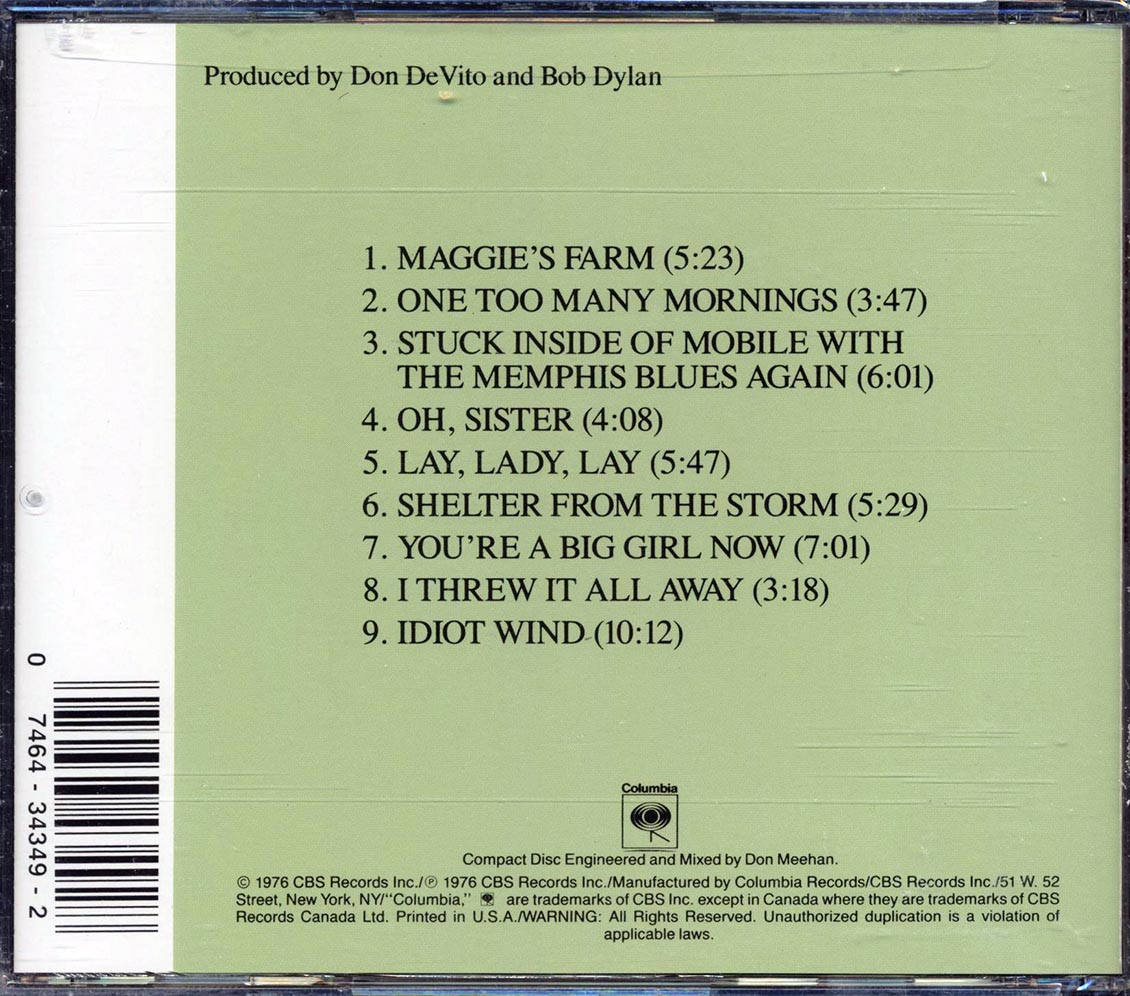 Produced by Don DeVito and Bob Dylan
1. MAGGIE'S FARM (5:23)
2. ONE TOO MANY MORNINGS (3:47)
3. STUCK INSIDE OF MOBILE WITH
THE MEMPHIS BLUES AGAIN (6:01)
4. OH, SISTER (4:08)
5. LAY, LADY, LAY (5:47)
6. SHELTER FROM THE STORM (5:29)
7. YOU'RE A BIG GIRL NOW (7:01)
8. I THREW IT ALL AWAY (3:18)
9. IDIOT WIND (10:12)
0 7464-34349-2
Columbia
Compact Disc Engineered and Mixed by Don Meehan.
© 1976 CBS Records Inc./℗ 1976 CBS Records Inc./Manufactured by Columbia Records/CBS Records Inc./51 W. 52
Street, New York, NY/"Columbia," are trademarks of CBS Inc. except in Canada where they are trademarks of CBS
Records Canada Ltd. Printed in U.S.A./WARNING: All Rights Reserved. Unauthorized duplication is a violation of
applicable laws.